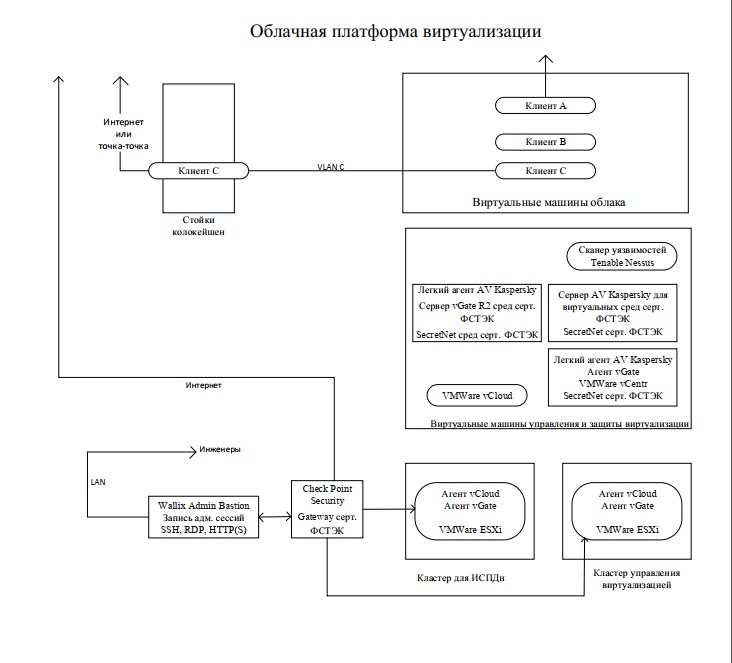 Облачная платформа виртуализации
Интернет
или
точка-точка
Клиент С
Стойки
колокейшен
VLAN C
Клиент А
Клиент В
Клиент С
Виртуальные машины облака
Сканер уязвимостей
Tenable Nessus
Легкий агент AV Kaspersky
Сервер vGate R2 сред серт.
ФСТЭК
SecretNet сред серт. ФСТЭК
Сервер AV Kaspersky для
виртуальных сред серт.
ФСТЭК
SecretNet серт. ФСТЭК
Легкий агент AV Kaspersky
Агент vGate
VMWare vCentr
SecretNet серт. ФСТЭК
VMWare vCloud
Виртуальные машины управления и защиты виртуализации
Интернет
Инженеры
LAN
Wallix Admin Bastion
Запись адм. сессий
SSH, RDP, HTTP(S)
Check Point
Security
Gateway серт.
ФСТЭК
Агент vCloud
Агент vGate
VMWare ESXi
Кластер для ИСПДн
Агент vCloud
Агент vGate
VMWare ESXi
Кластер управления
виртуализацией